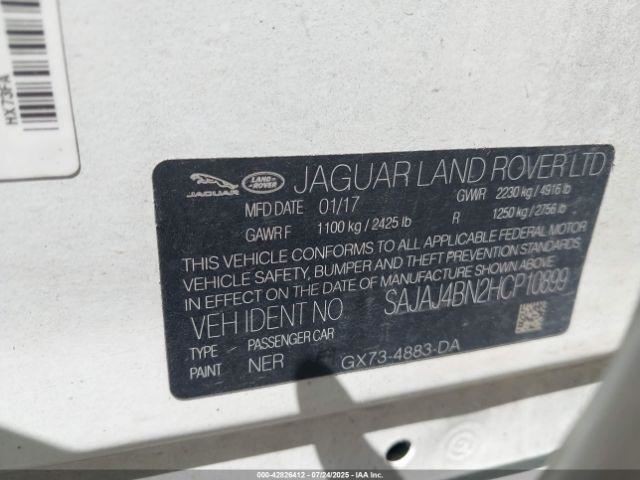 HX73FA
JAGUAR LAND-ROVER JAGUAR LAND ROVER LTD
MFD DATE 01/17 GVWR 2230 kg / 4916 lb
GAWR F 1100 kg / 2425 lb R 1250 kg / 2756 lb
THIS VEHICLE CONFORMS TO ALL APPLICABLE FEDERAL MOTOR
VEHICLE SAFETY, BUMPER AND THEFT PREVENTION STANDARDS
IN EFFECT ON THE DATE OF MANUFACTURE SHOWN ABOVE.
VEH IDENT NO SAJAJ4BN2HCP10899
TYPE PASSENGER CAR
PAINT NER GX73-4883-DA
000-42826412 - 07/24/2025 - IAAI.COM